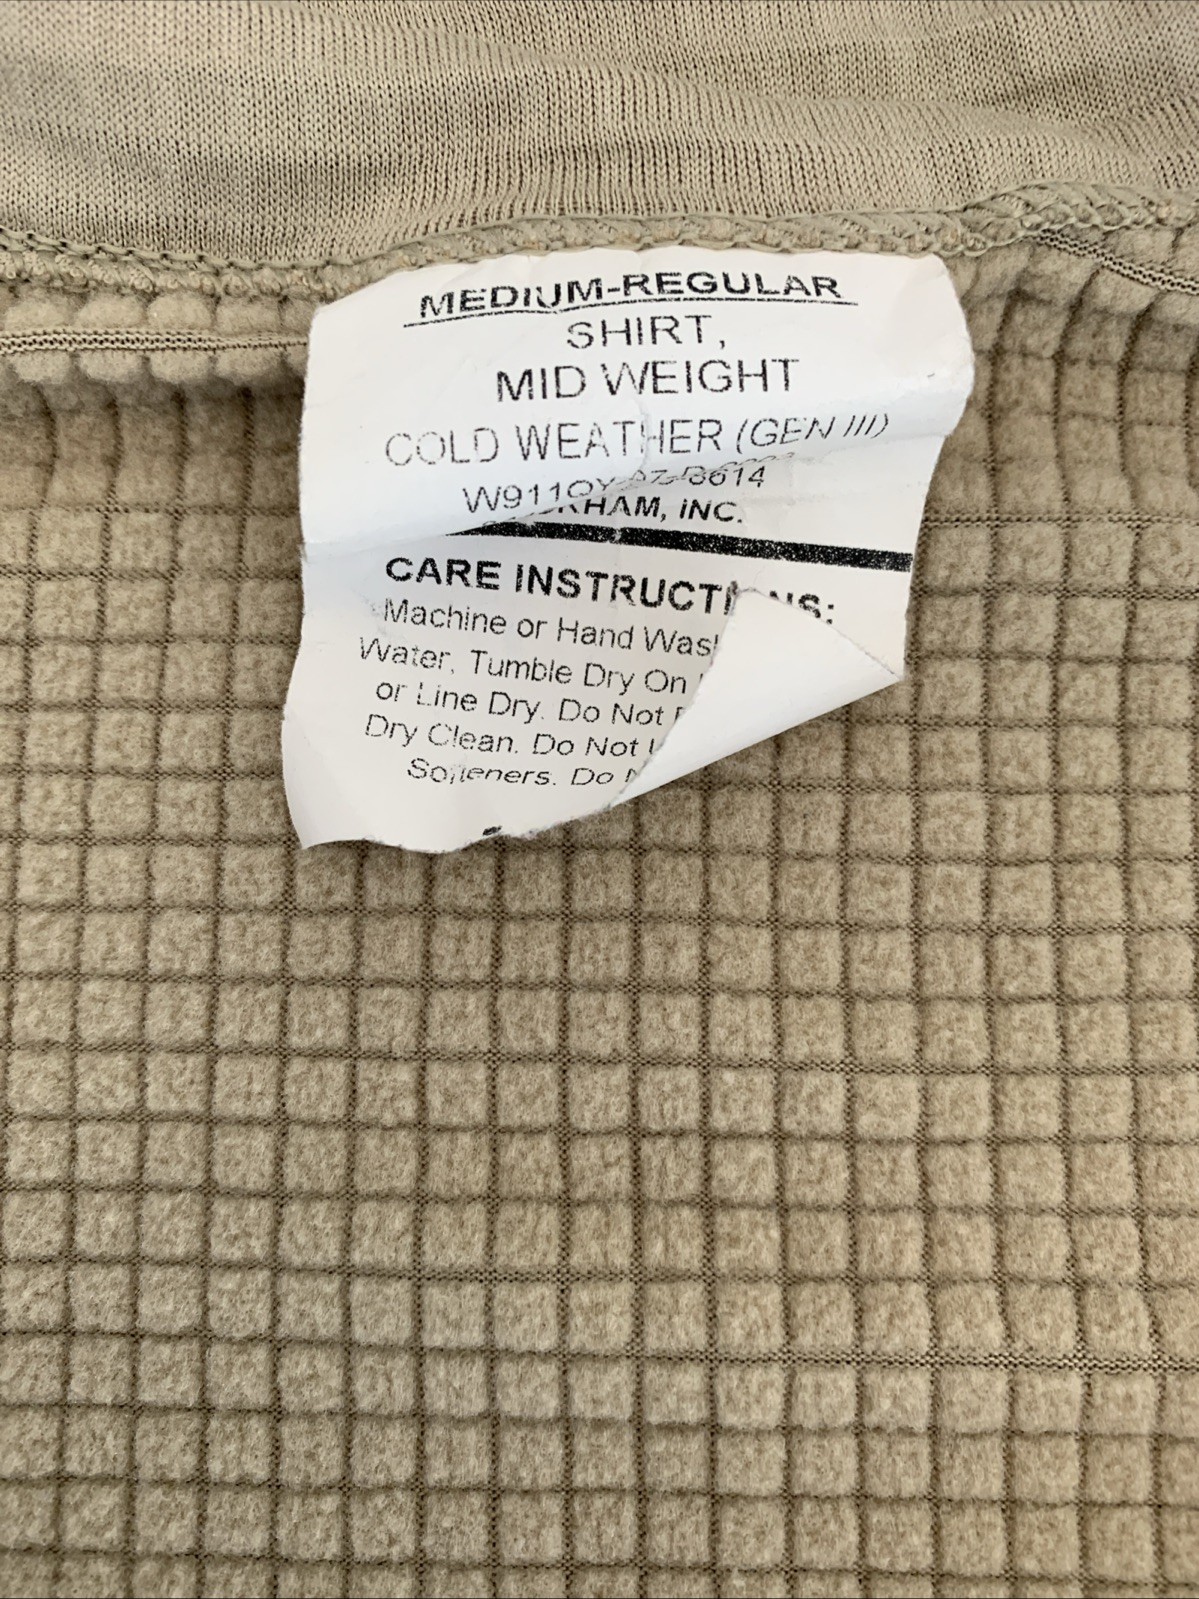 MEDIUM-REGULAR
SHIRT,
MID WEIGHT
COLD WEATHER (GEN III)
W911QY
INC.
CARE INSTRUCTI NS:
Machine or Hand Was
Water, Tumble Dry On
or Line Dry. Do Not
Dry Clean. Do Not
Softeners. Do